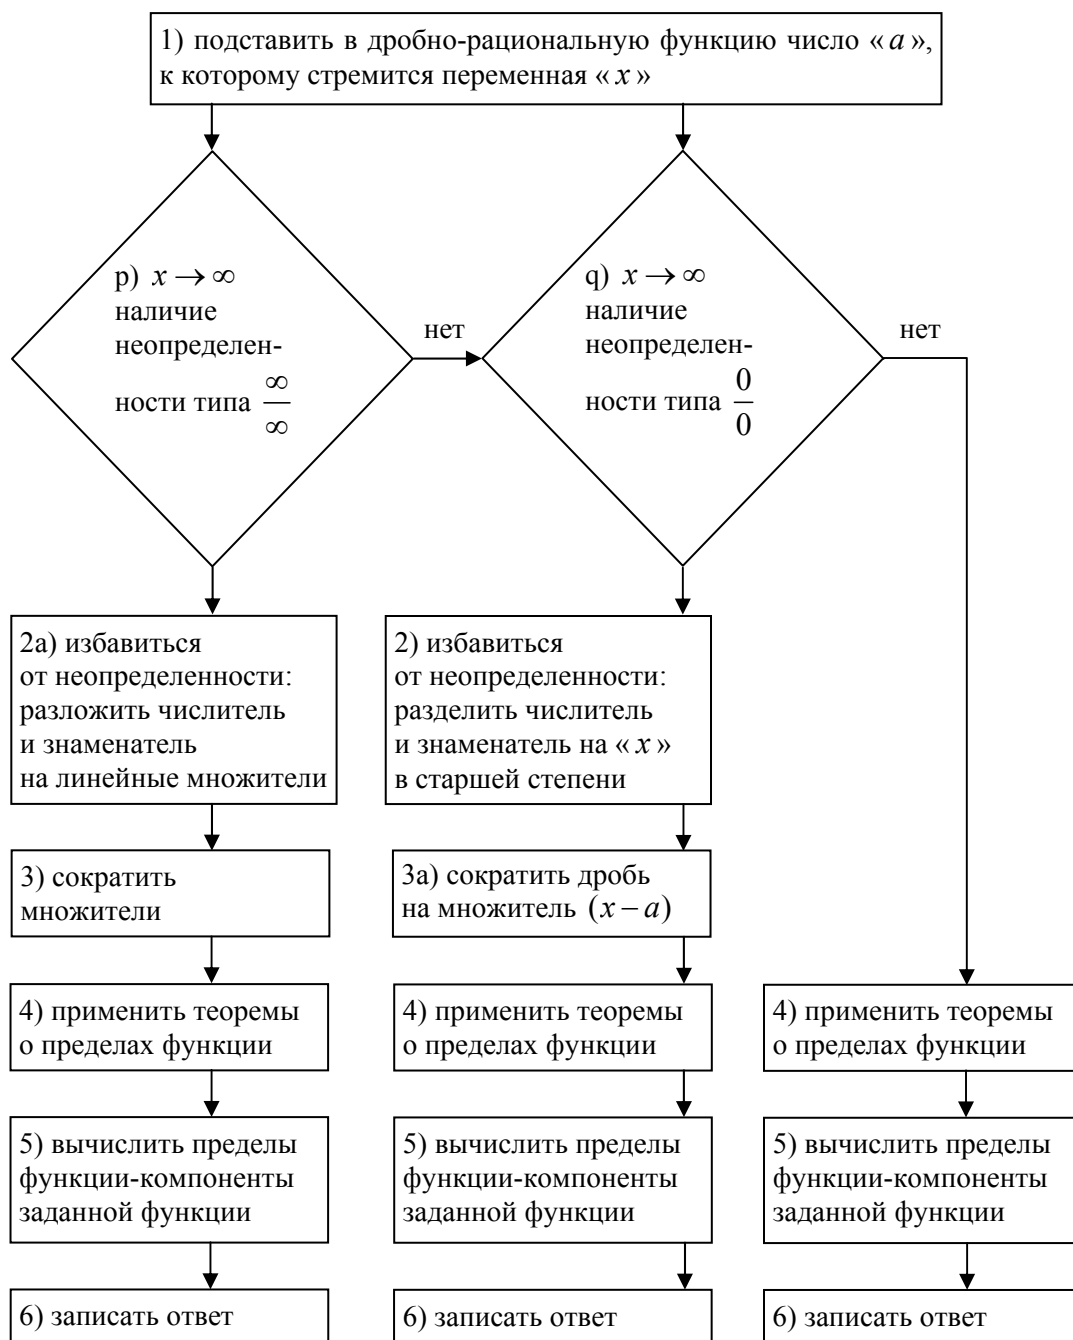 1) подставить в дробно-рациональную функцию число «a»,
к которому стремится переменная «x»
p) x → ∞
наличие
неопределен-
ности типа ∞/∞
нет
q) x → ∞
наличие
неопределен-
ности типа 0/0
нет
2а) избавиться
от неопределенности:
разложить числитель
и знаменатель
на линейные множители
2) избавиться
от неопределенности:
разделить числитель
и знаменатель на «x»
в старшей степени
3) сократить
множители
3а) сократить дробь
на множитель (x − a)
4) применить теоремы
о пределах функции
4) применить теоремы
о пределах функции
4) применить теоремы
о пределах функции
5) вычислить пределы
функции-компоненты
заданной функции
5) вычислить пределы
функции-компоненты
заданной функции
5) вычислить пределы
функции-компоненты
заданной функции
6) записать ответ
6) записать ответ
6) записать ответ